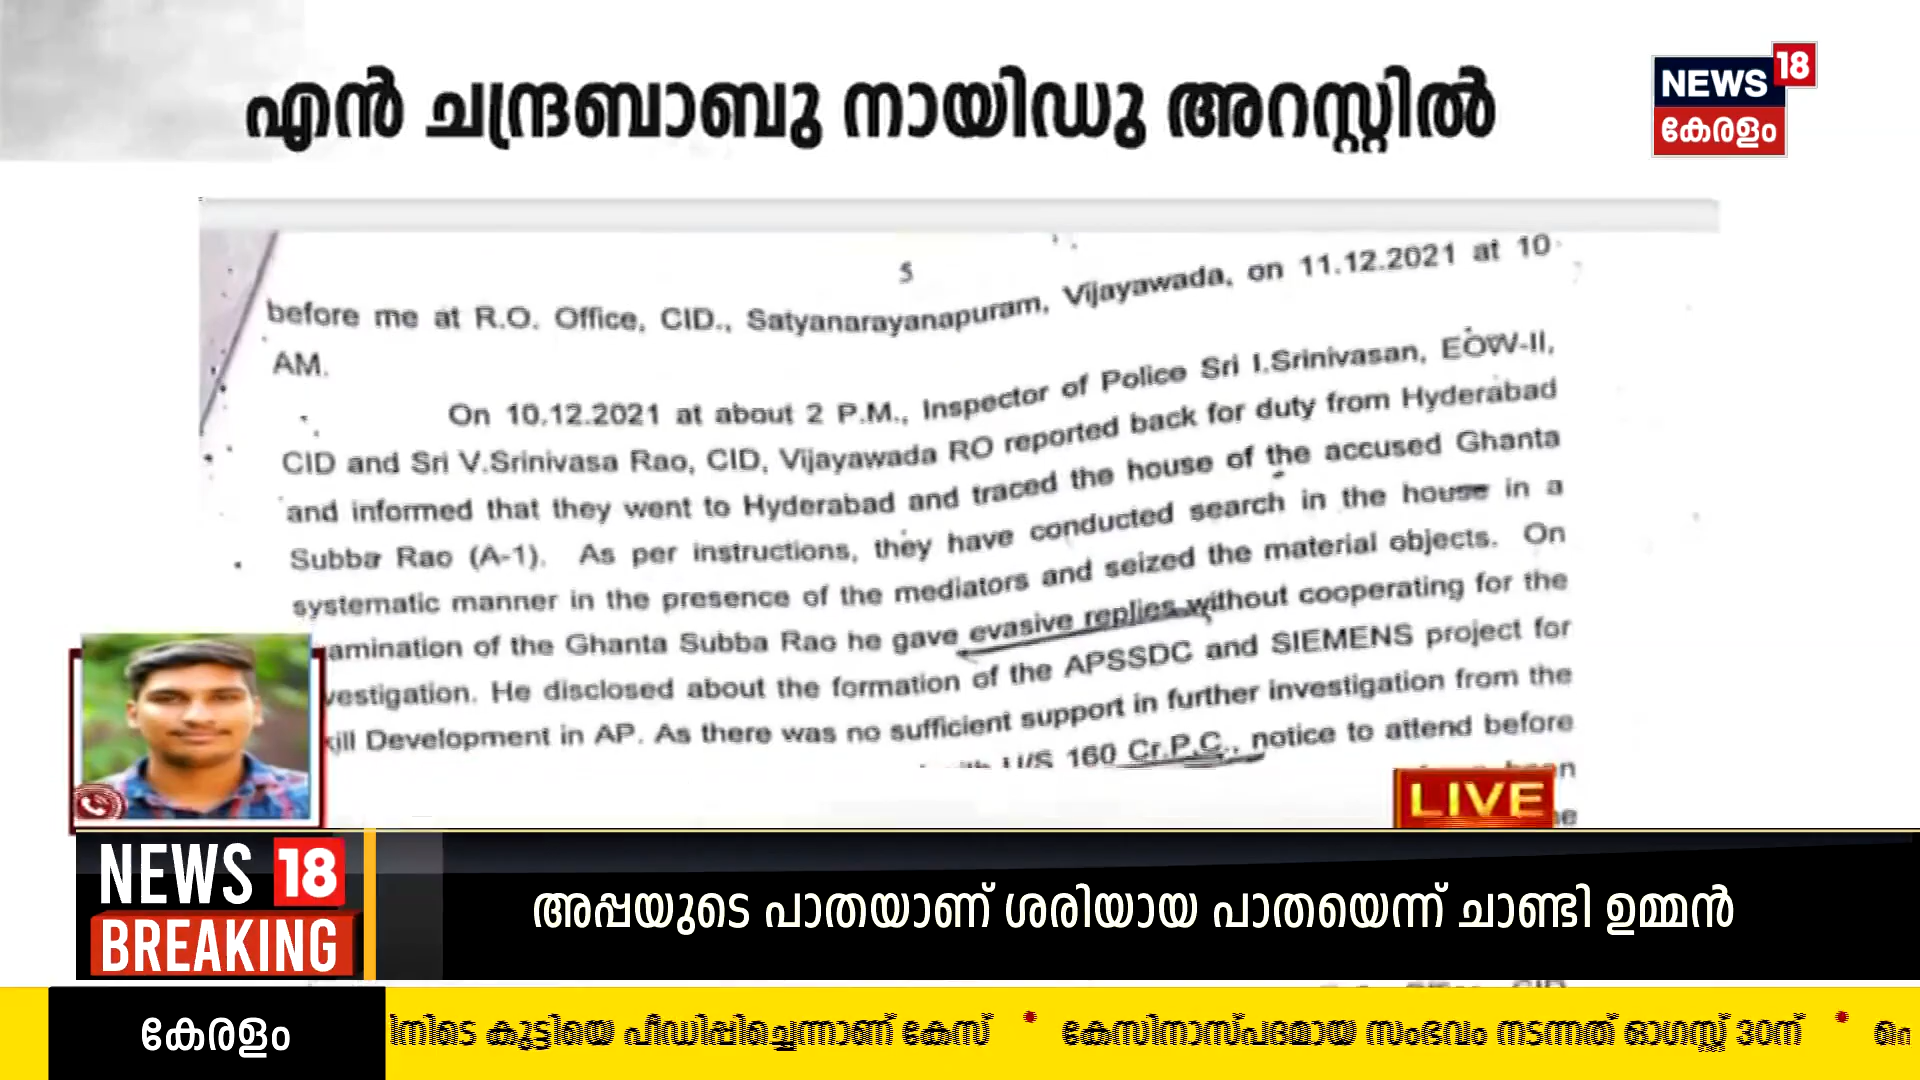 എൻ ചന്ദ്രബാബു നായിഡു അറസ്റ്റിൽ
NEWS 18
കേരളം
5
before me at R.O. Office, CID., Satyanarayanapuram, Vijayawada, on 11.12.2021 at 10
AM.
On 10.12.2021 at about 2 P.M., Inspector of Police Sri I.Srinivasan, EOW-II,
CID and Sri V.Srinivasa Rao, CID, Vijayawada RO reported back for duty from Hyderabad
and informed that they went to Hyderabad and traced the house of the accused Ghanta
Subba Rao (A-1). As per instructions, they have conducted search in the house in a
systematic manner in the presence of the mediators and seized the material objects. On
amination of the Ghanta Subba Rao he gave evasive replies without cooperating for the
vestigation. He disclosed about the formation of the APSSDC and SIEMENS project for
kill Development in AP. As there was no sufficient support in further investigation from the
U/S 160 Cr.P.C., notice to attend before
LIVE
NEWS 18
BREAKING
അപ്പയുടെ പാതയാണ് ശരിയായ പാതയെന്ന് ചാണ്ടി ഉമ്മൻ
കേരളം
ിനിടെ കുട്ടിയെ പീഡിപ്പിച്ചെന്നാണ് കേസ് * കേസിനാസ്പദമായ സംഭവം നടന്നത് ഓഗസ്റ്റ് 30ന് *